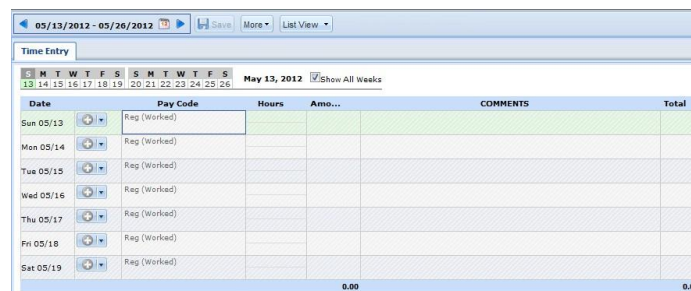 05/13/2012 - 05/26/2012 Save More List View
Time Entry
S M T W T F S S M T W T F S
13 14 15 16 17 18 19 20 21 22 23 24 25 26 May 13, 2012 Show All Weeks
Date Pay Code Hours Amo... COMMENTS Total
Sun 05/13 Reg (Worked)
Mon 05/14 Reg (Worked)
Tue 05/15 Reg (Worked)
Wed 05/16 Reg (Worked)
Thu 05/17 Reg (Worked)
Fri 05/18 Reg (Worked)
Sat 05/19 Reg (Worked)
0.00